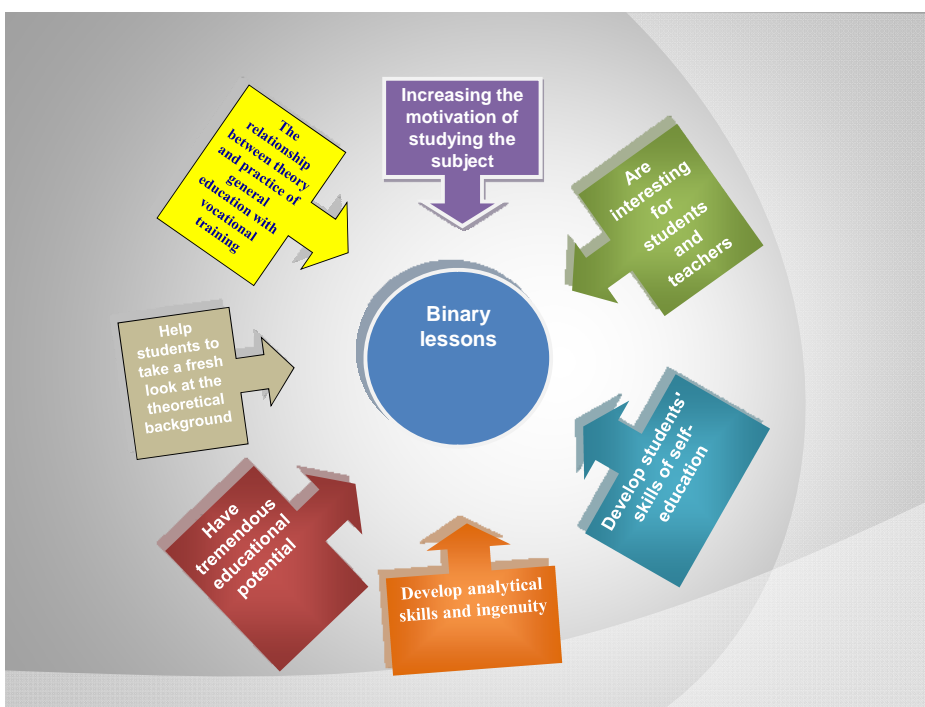 Increasing the
motivation of
studying the
subject
Are
interesting
for
students
and
teachers
Develop students'
skills of self-
education
Develop analytical
skills and ingenuity
Have
tremendous
educational
potential
Help
students to
take a fresh
look at the
theoretical
background
The
relationship
between theory
and practice of
general
education with
vocational
training
Binary
lessons